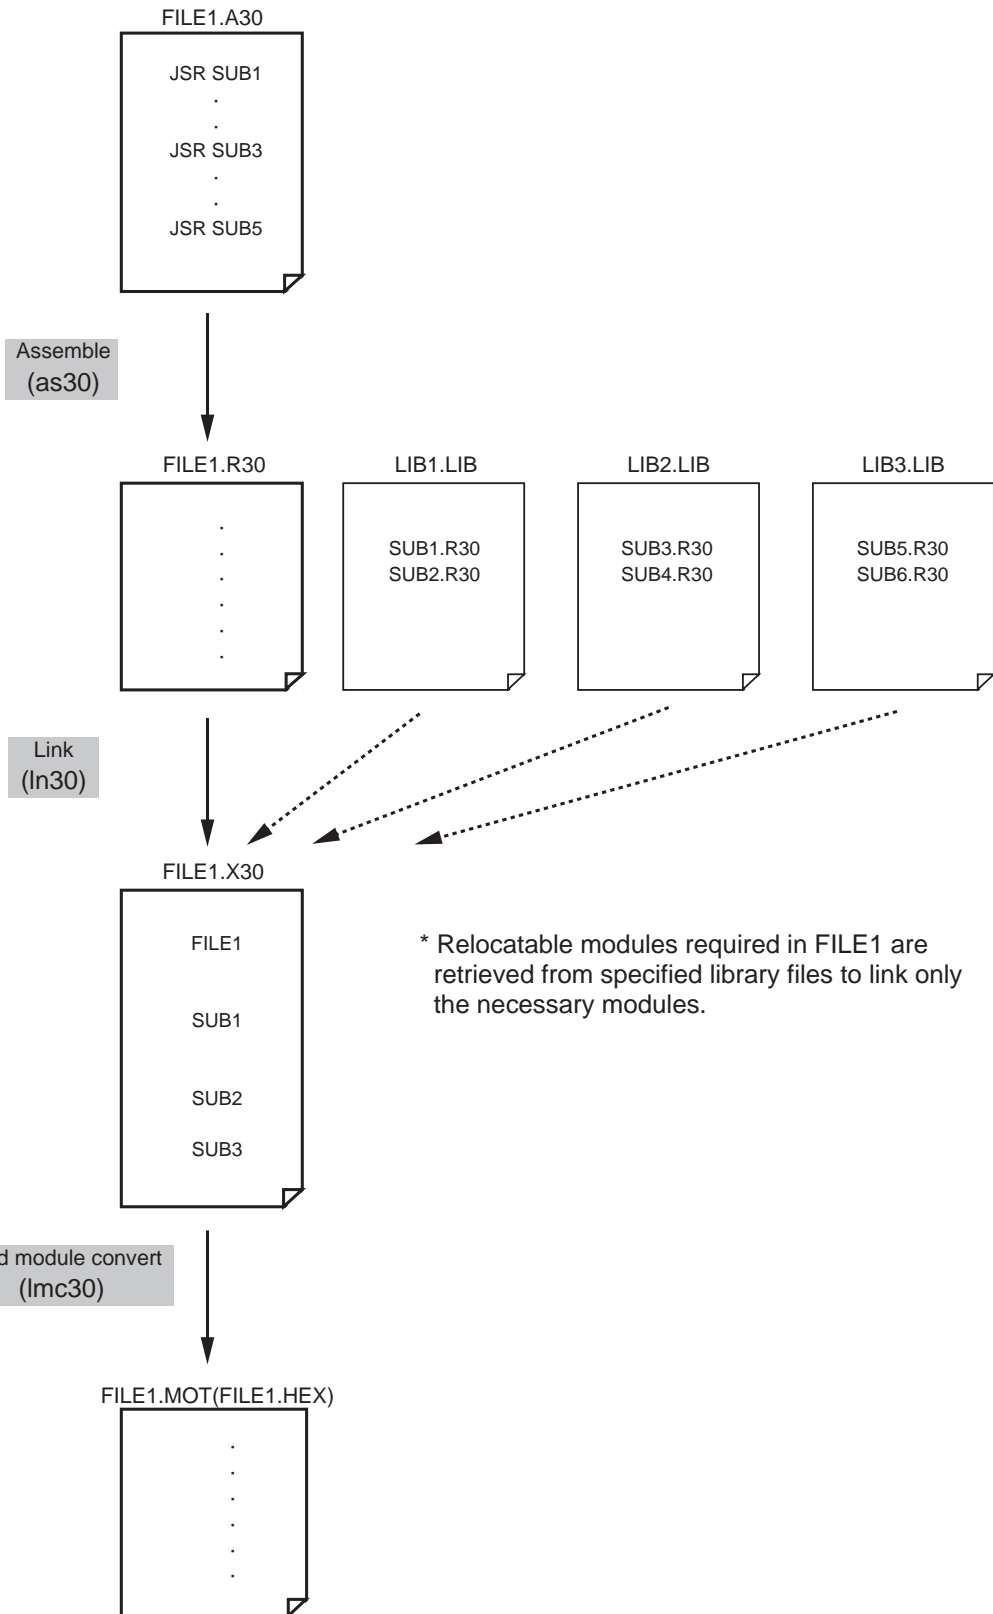 FILE1.A30
JSR SUB1
.
.
JSR SUB3
.
.
JSR SUB5
Assemble
(as30)
FILE1.R30
.
.
.
.
.
.
LIB1.LIB
SUB1.R30
SUB2.R30
LIB2.LIB
SUB3.R30
SUB4.R30
LIB3.LIB
SUB5.R30
SUB6.R30
Link
(ln30)
FILE1.X30
FILE1
SUB1
SUB2
SUB3
* Relocatable modules required in FILE1 are
retrieved from specified library files to link only
the necessary modules.
d module convert
(lmc30)
FILE1.MOT(FILE1.HEX)
.
.
.
.
.
.